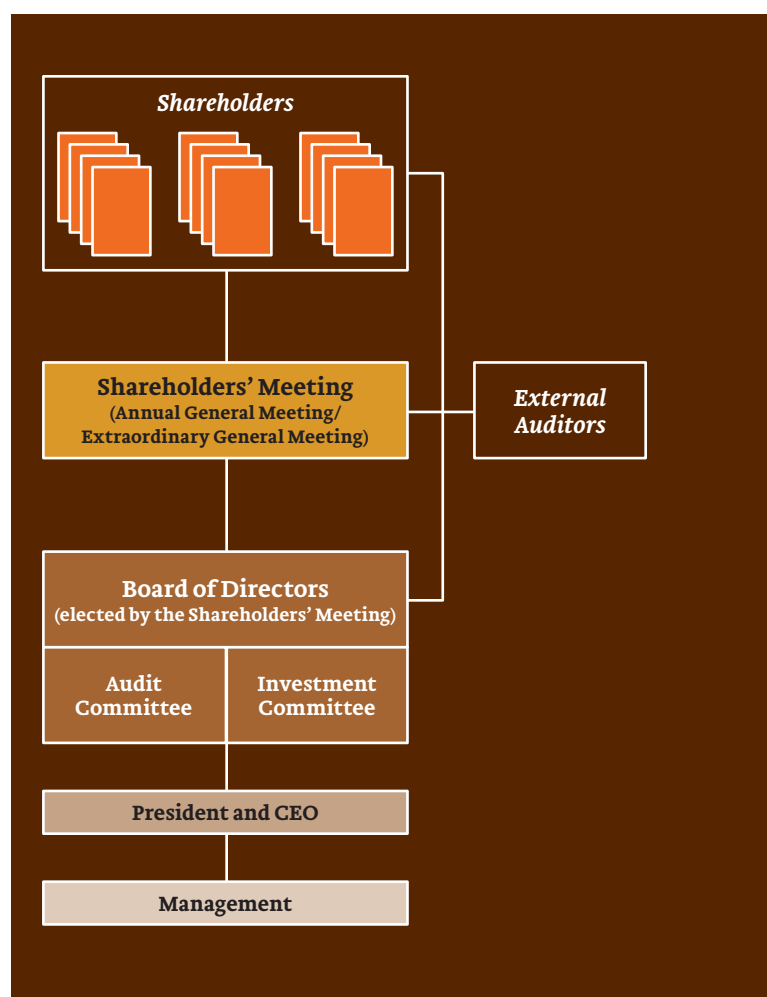 Shareholders
Shareholders’ Meeting
(Annual General Meeting/
Extraordinary General Meeting)
External
Auditors
Board of Directors
(elected by the Shareholders’ Meeting)
Audit
Committee
Investment
Committee
President and CEO
Management